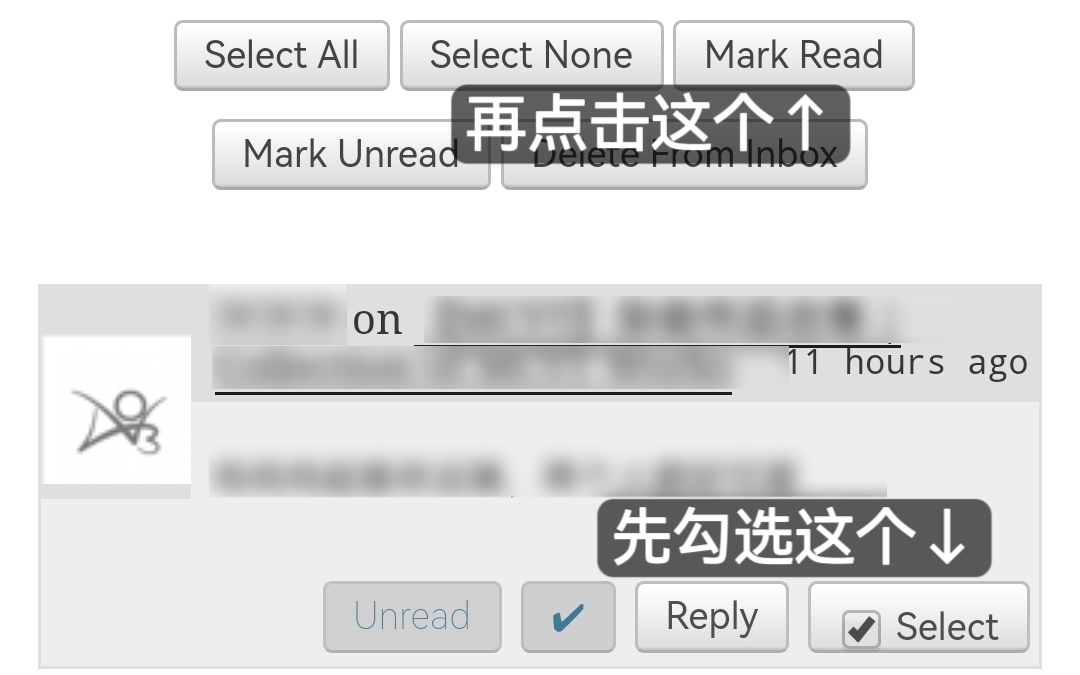 Select All Select None Mark Read
再点击这个↑
Mark Unread Delete From Inbox
on
11 hours ago
先勾选这个↓
Unread ✔ Reply Select